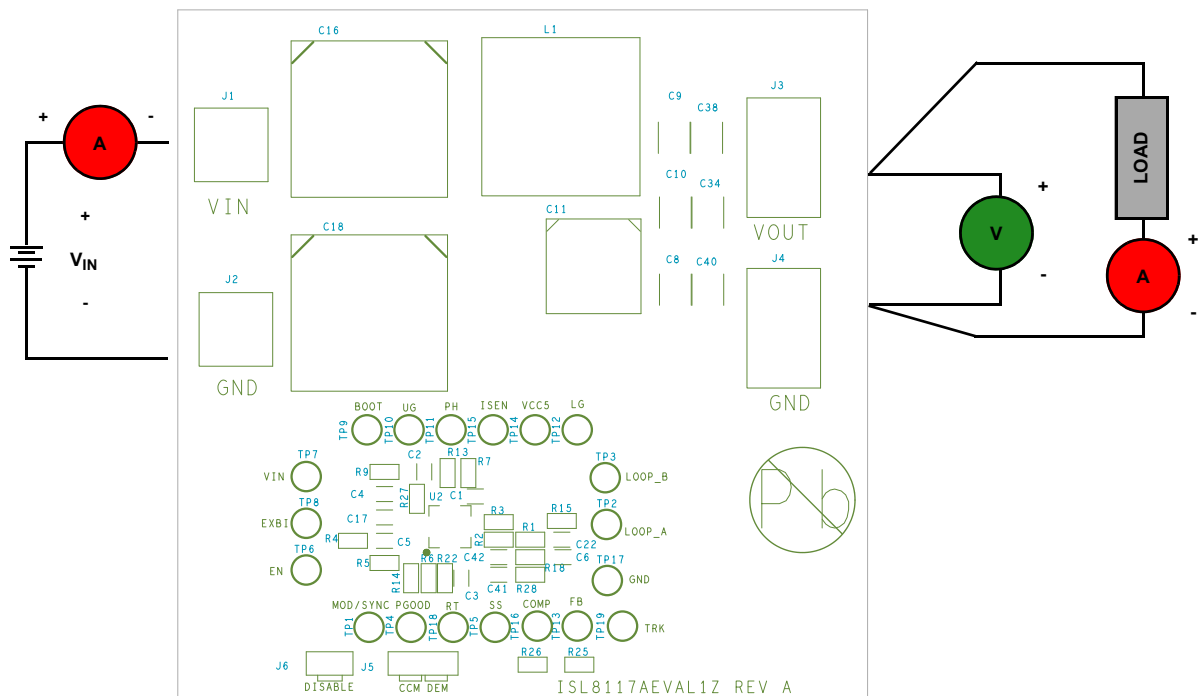 C16
L1
J1
C9
C38
J3
+
-
A
LOAD
VIN
C10
C34
+
+
VIN
-
C18
C11
VOUT
V
J2
C8
C40
J4
A
+
-
-
GND
GND
BOOT
UG
PH
ISEN
VCC5
LG
TP9
TP10
TP11
TP15
TP14
TP12
TP7
VIN
C2
R13
R7
R9
TP3
LOOP_B
C4
R27
U2
C1
TP8
EXBI
C17
R3
R15
TP2
LOOP_A
R4
C5
R2
R1
C22
TP6
EN
R5
R6
R22
C42
C6
TP17
GND
R14
C3
C41
R28
R18
Pb
MOD/SYNC
PGOOD
RT
SS
COMP
FB
TP1
TP4
TP18
TP5
TP16
TP13
TP19
TRK
J6
J5
R26
R25
DISABLE
CCM DEM
ISL8117AEVAL1Z REV A